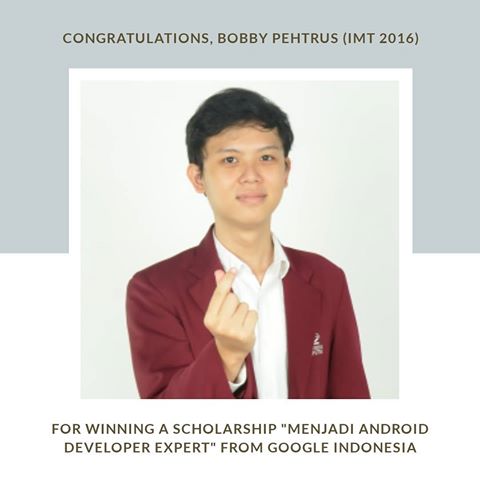 CONGRATULATIONS, BOBBY PEHTRUS (IMT 2016)
FOR WINNING A SCHOLARSHIP "MENJADI ANDROID
DEVELOPER EXPERT" FROM GOOGLE INDONESIA